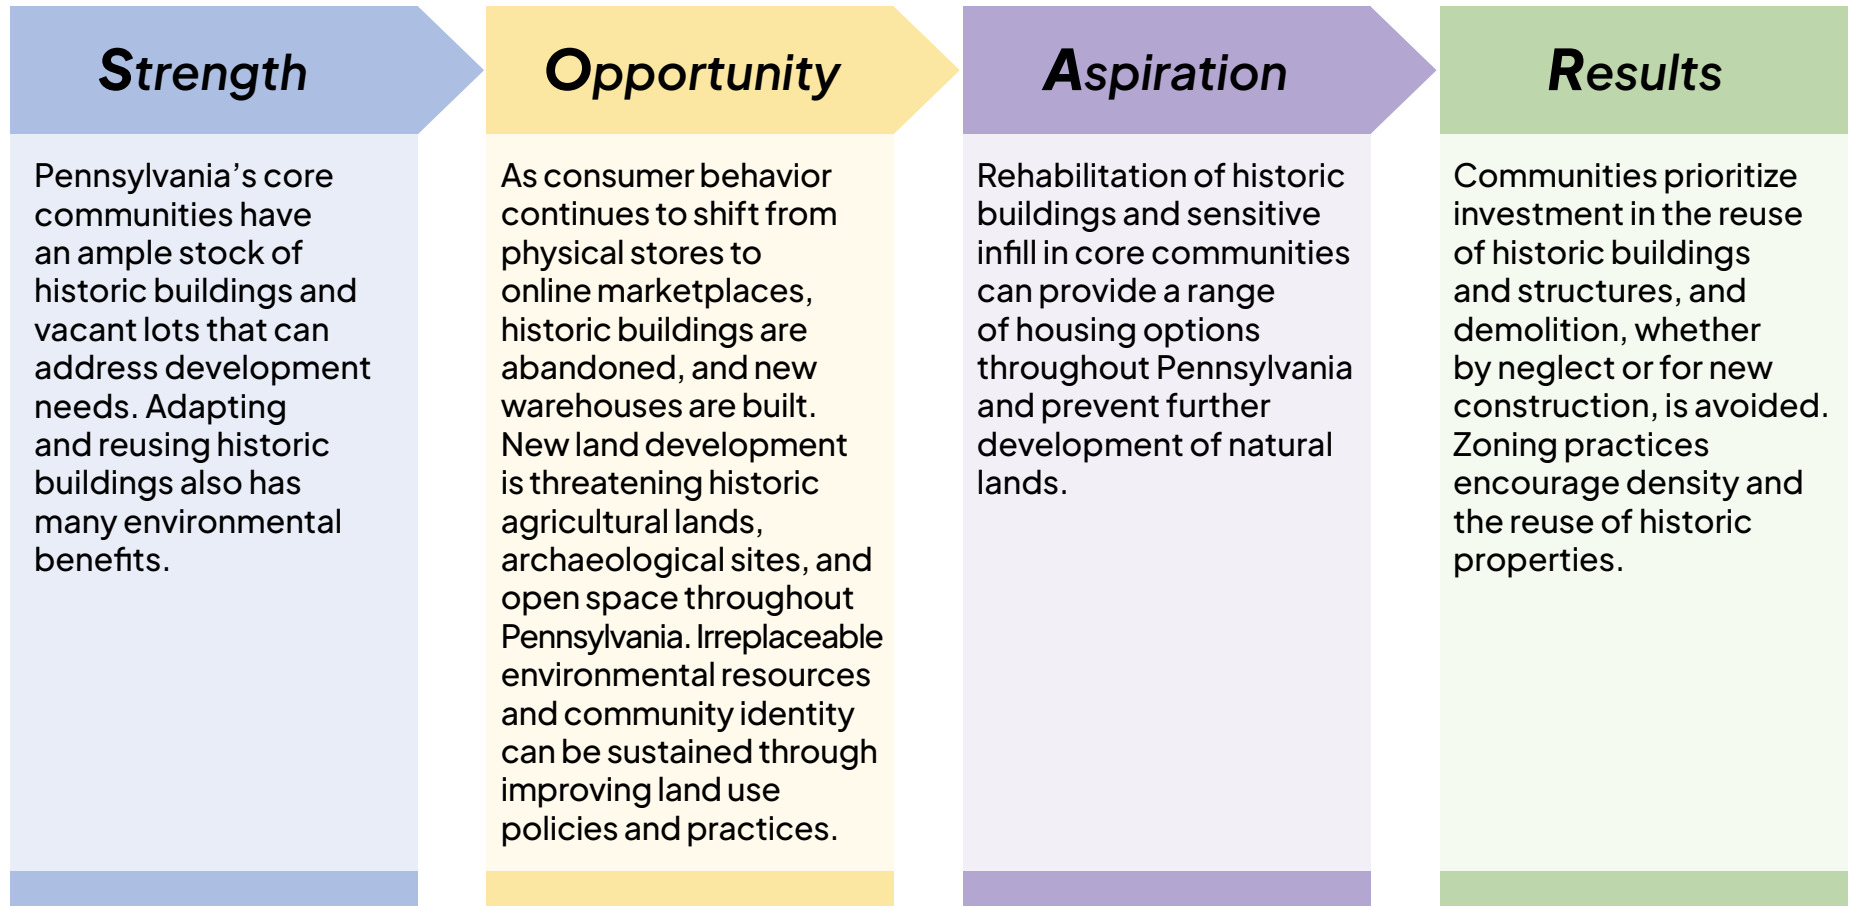 Strength
Pennsylvania’s core
communities have
an ample stock of
historic buildings and
vacant lots that can
address development
needs. Adapting
and reusing historic
buildings also has
many environmental
benefits.
Opportunity
As consumer behavior
continues to shift from
physical stores to
online marketplaces,
historic buildings are
abandoned, and new
warehouses are built.
New land development
is threatening historic
agricultural lands,
archaeological sites, and
open space throughout
Pennsylvania. Irreplaceable
environmental resources
and community identity
can be sustained through
improving land use
policies and practices.
Aspiration
Rehabilitation of historic
buildings and sensitive
infill in core communities
can provide a range
of housing options
throughout Pennsylvania
and prevent further
development of natural
lands.
Results
Communities prioritize
investment in the reuse
of historic buildings
and structures, and
demolition, whether
by neglect or for new
construction, is avoided.
Zoning practices
encourage density and
the reuse of historic
properties.